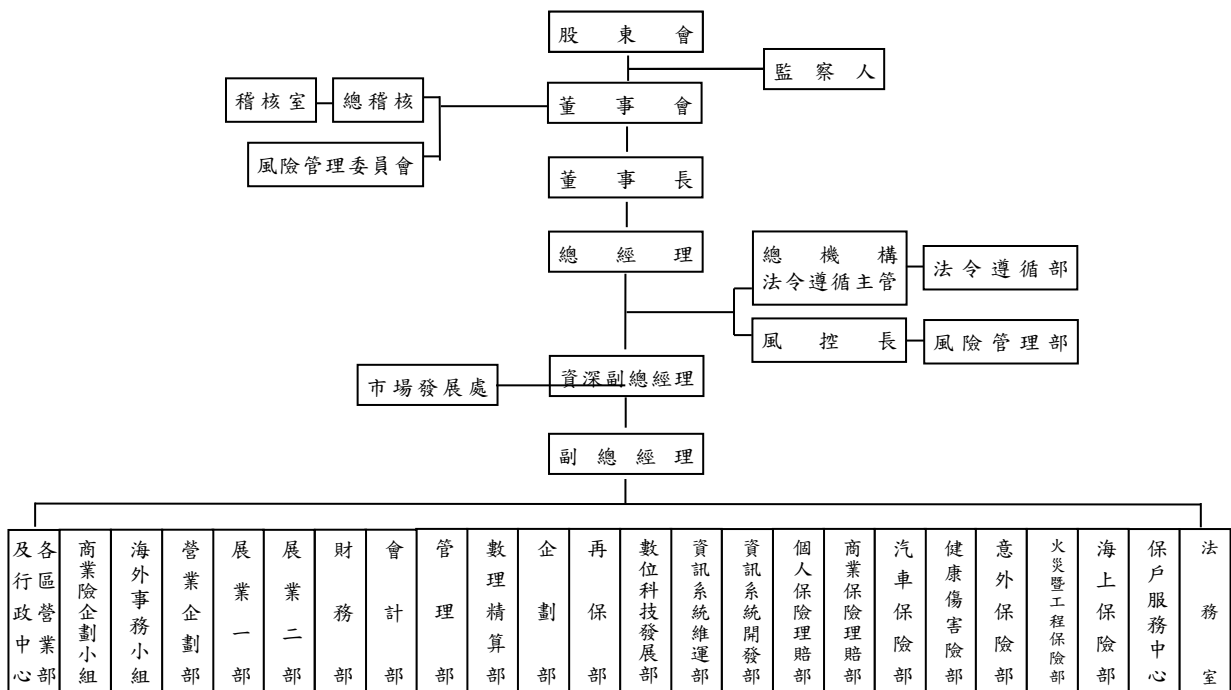 股東會
監察人
稽核室
總稽核
董事會
風險管理委員會
董事長
總經理
總機構
法令遵循主管
法令遵循部
風控長
風險管理部
市場發展處
資深副總經理
副總經理
各區營業部
及行政中心
商業險企劃小組
海外事務小組
營業企劃部
展業一部
展業二部
財務部
會計部
管理部
數理精算部
企劃部
再保部
數位科技發展部
資訊系統維運部
資訊系統開發部
個人保險理賠部
商業保險理賠部
汽車保險部
健康傷害險部
意外保險部
火災暨工程保險部
海上保險部
保戶服務中心
法務室